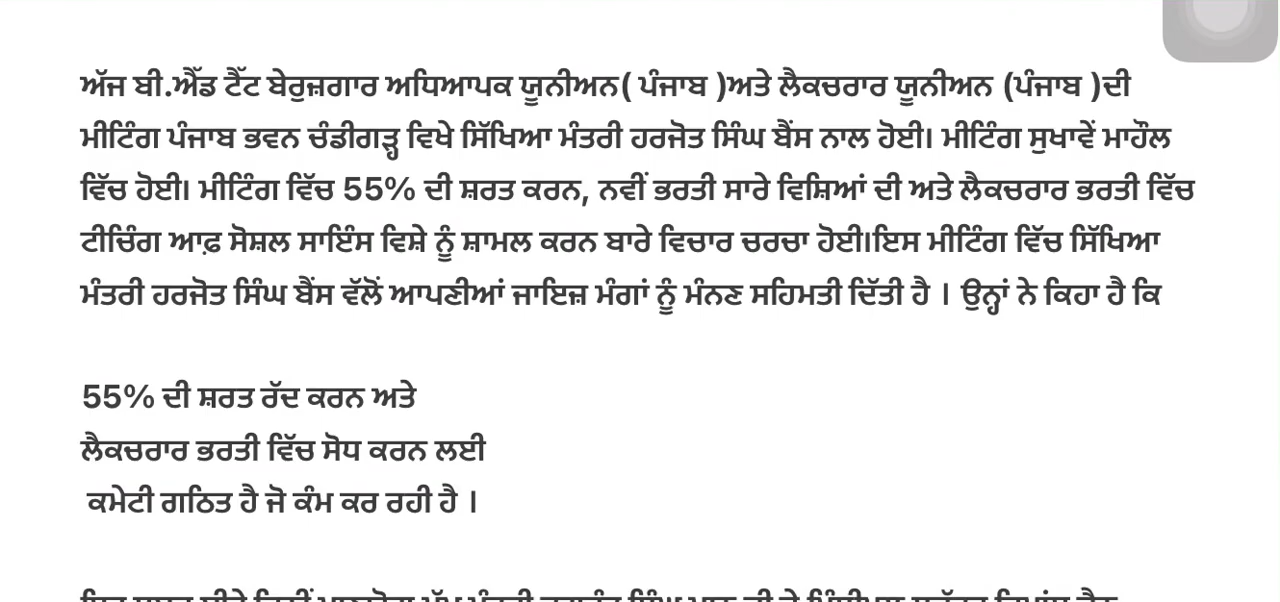 ਅੱਜ ਬੀ.ਐੱਡ ਟੈੱਟ ਬੇਰੁਜ਼ਗਾਰ ਅਧਿਆਪਕ ਯੂਨੀਅਨ( ਪੰਜਾਬ )ਅਤੇ ਲੈਕਚਰਾਰ ਯੂਨੀਅਨ (ਪੰਜਾਬ )ਦੀ
ਮੀਟਿੰਗ ਪੰਜਾਬ ਭਵਨ ਚੰਡੀਗੜ੍ਹ ਵਿਖੇ ਸਿੱਖਿਆ ਮੰਤਰੀ ਹਰਜੋਤ ਸਿੰਘ ਬੈਂਸ ਨਾਲ ਹੋਈ। ਮੀਟਿੰਗ ਸੁਖਾਵੇਂ ਮਾਹੌਲ
ਵਿੱਚ ਹੋਈ। ਮੀਟਿੰਗ ਵਿੱਚ 55% ਦੀ ਸ਼ਰਤ ਕਰਨ, ਨਵੀਂ ਭਰਤੀ ਸਾਰੇ ਵਿਸ਼ਿਆਂ ਦੀ ਅਤੇ ਲੈਕਚਰਾਰ ਭਰਤੀ ਵਿੱਚ
ਟੀਚਿੰਗ ਆਫ਼ ਸੋਸ਼ਲ ਸਾਇੰਸ ਵਿਸ਼ੇ ਨੂੰ ਸ਼ਾਮਲ ਕਰਨ ਬਾਰੇ ਵਿਚਾਰ ਚਰਚਾ ਹੋਈ।ਇਸ ਮੀਟਿੰਗ ਵਿੱਚ ਸਿੱਖਿਆ
ਮੰਤਰੀ ਹਰਜੋਤ ਸਿੰਘ ਬੈਂਸ ਵੱਲੋਂ ਆਪਣੀਆਂ ਜਾਇਜ਼ ਮੰਗਾਂ ਨੂੰ ਮੰਨਣ ਸਹਿਮਤੀ ਦਿੱਤੀ ਹੈ । ਉਨ੍ਹਾਂ ਨੇ ਕਿਹਾ ਹੈ ਕਿ
55% ਦੀ ਸ਼ਰਤ ਰੱਦ ਕਰਨ ਅਤੇ
ਲੈਕਚਰਾਰ ਭਰਤੀ ਵਿੱਚ ਸੋਧ ਕਰਨ ਲਈ
ਕਮੇਟੀ ਗਠਿਤ ਹੈ ਜੋ ਕੰਮ ਕਰ ਰਹੀ ਹੈ ।